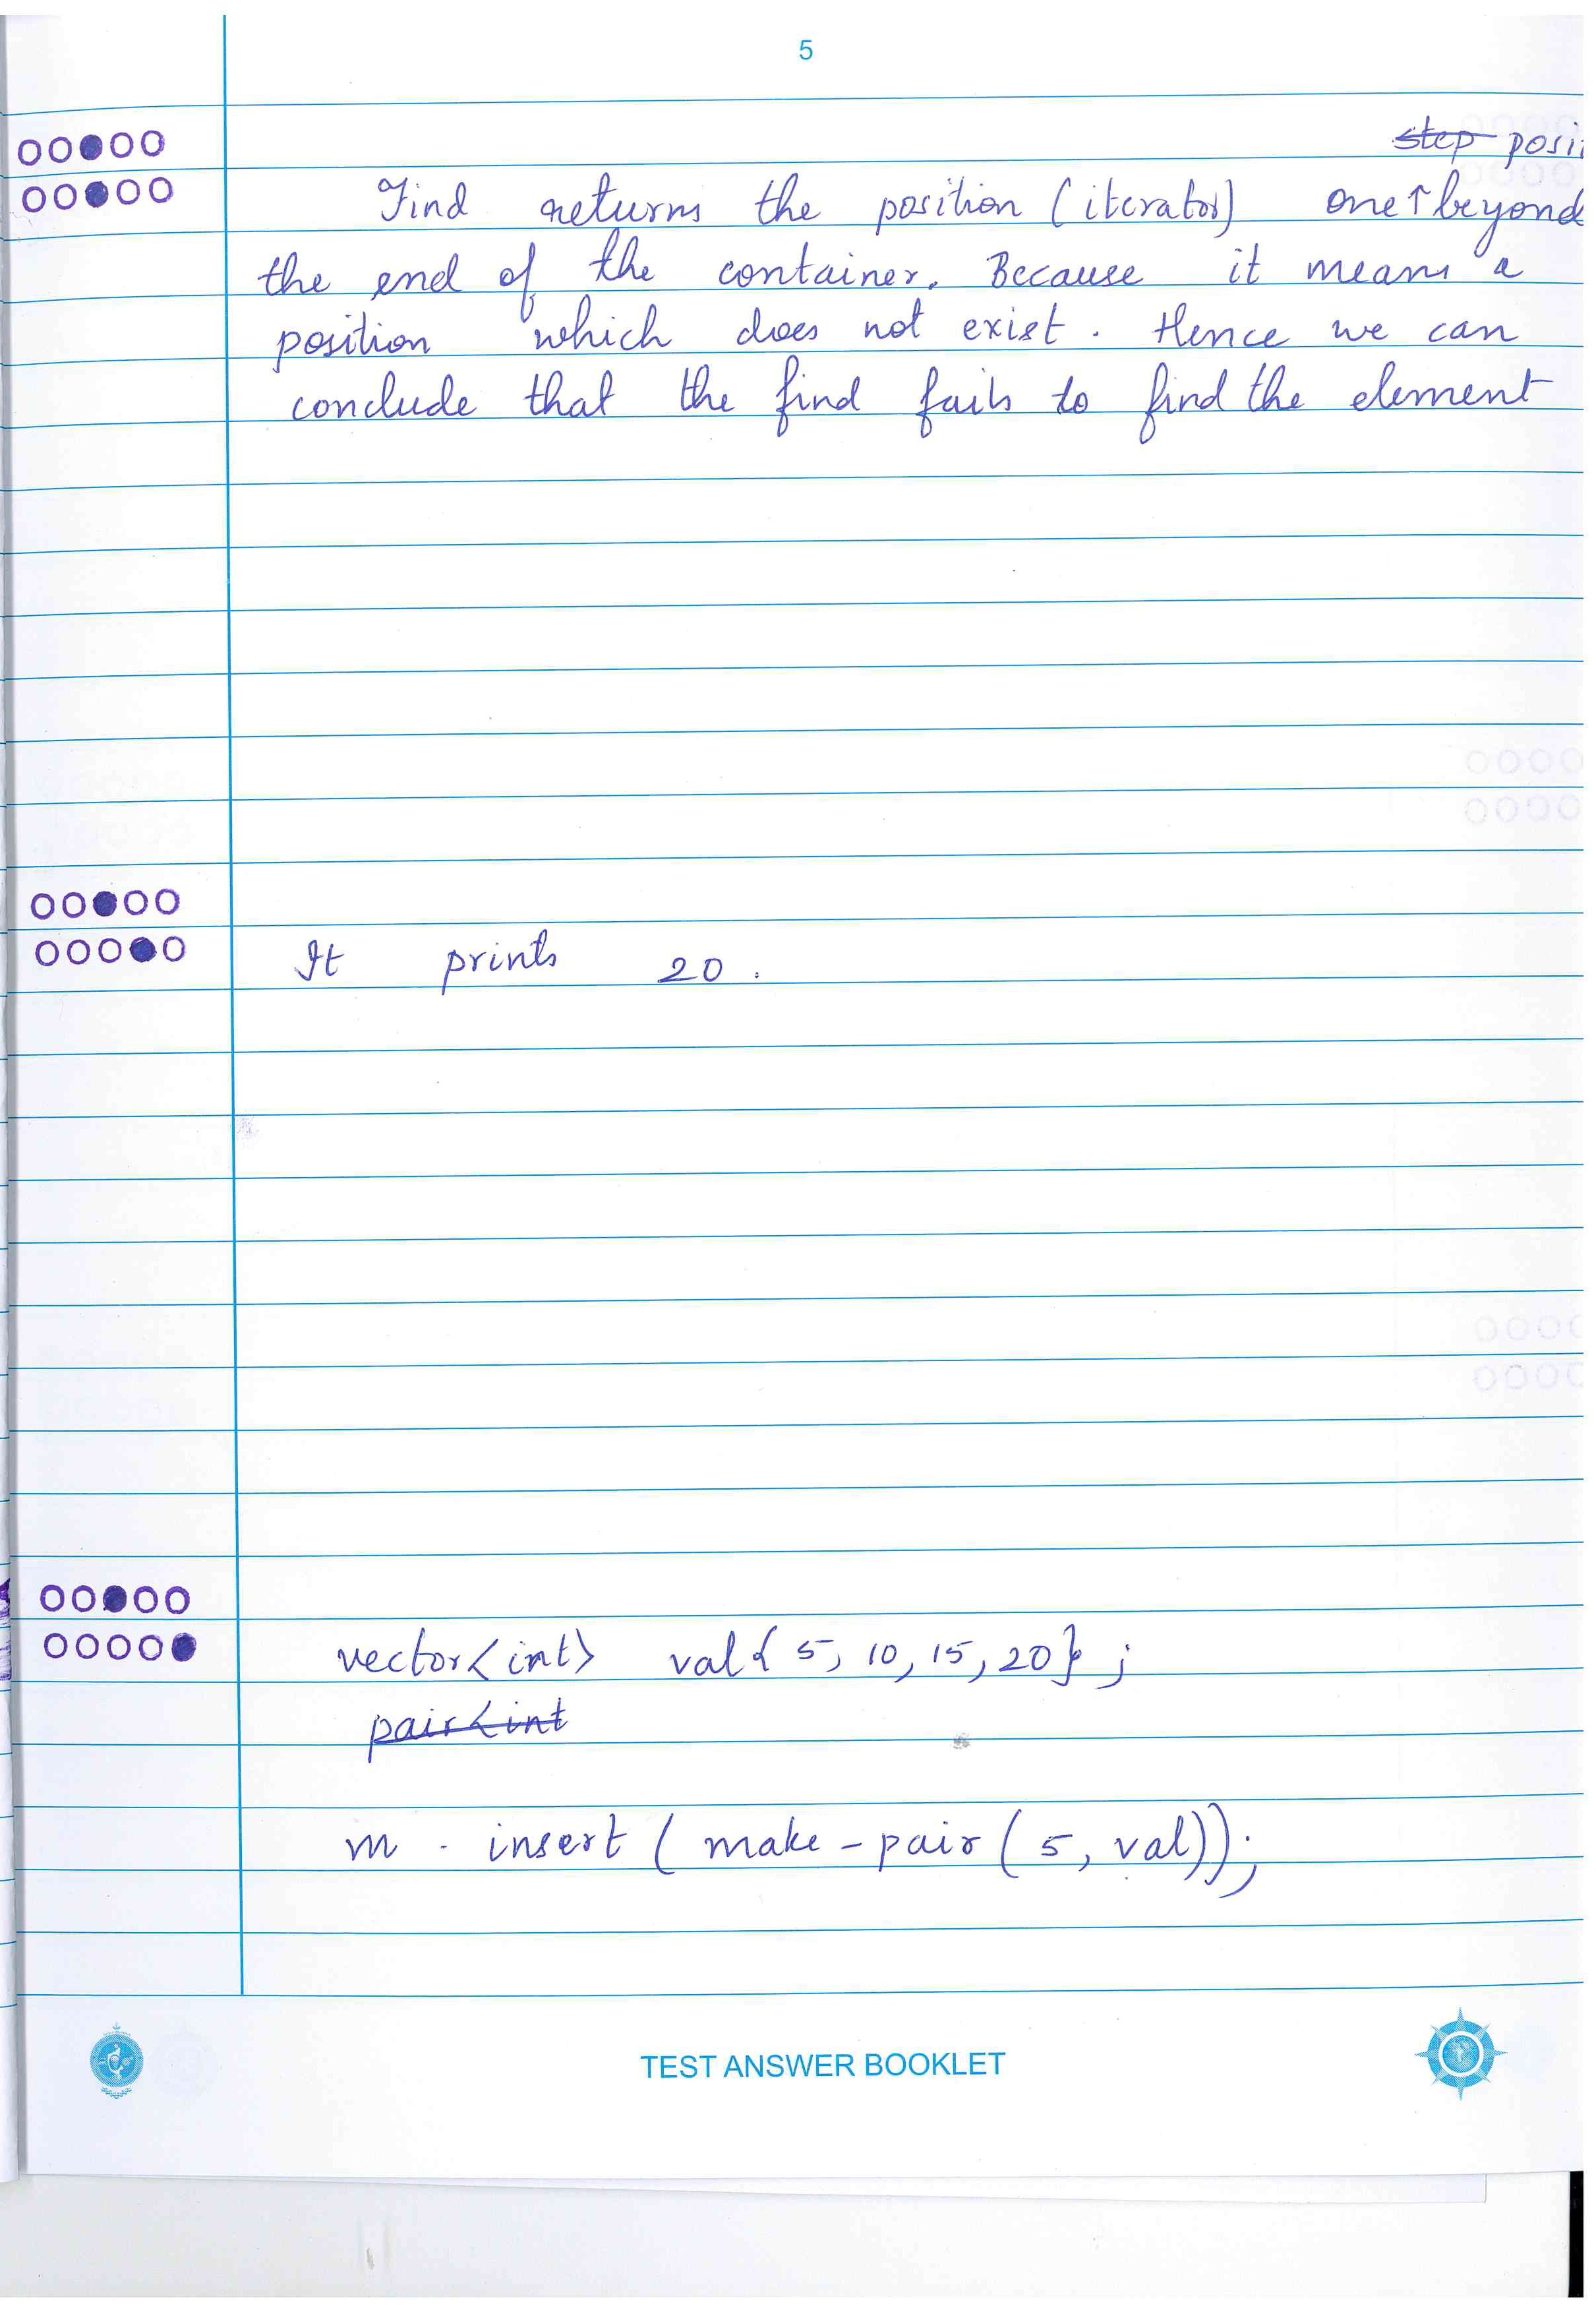 5
step posi
Find returns the position (iterator) one↑beyond
the end of the container. Because it means a
position which does not exist. Hence we can
conclude that the find fails to find the element
It prints 20.
vector<int> val{ 5, 10, 15, 20} ;
pair<int
m . insert ( make-pair ( 5, val));
TEST ANSWER BOOKLET